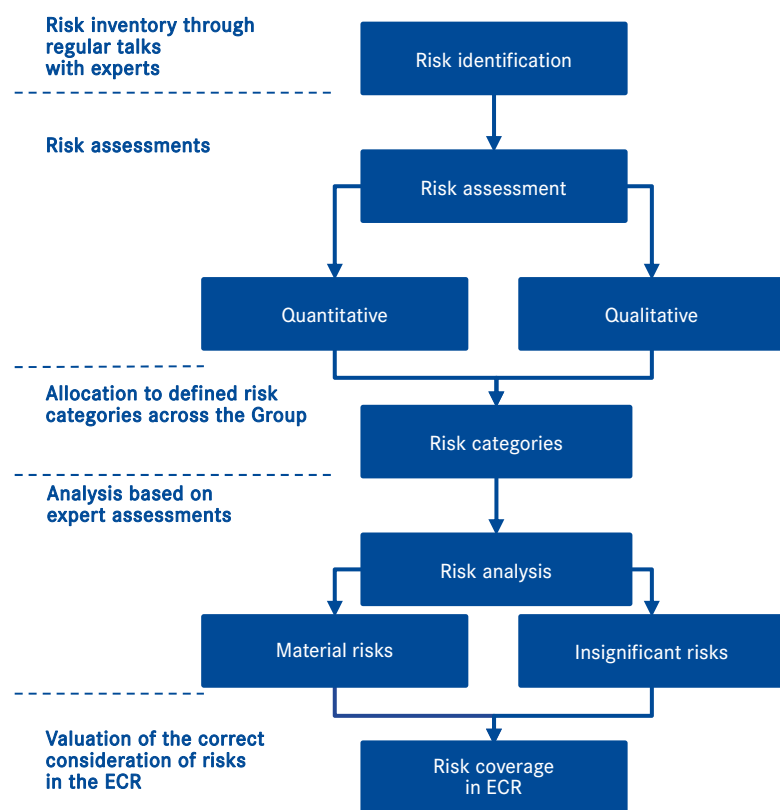 Risk inventory through
regular talks
with experts
Risk identification
Risk assessments
Risk assessment
Quantitative
Qualitative
Allocation to defined risk
categories across the Group
Risk categories
Analysis based on
expert assessments
Risk analysis
Material risks
Insignificant risks
Valuation of the correct
consideration of risks
in the ECR
Risk coverage
in ECR